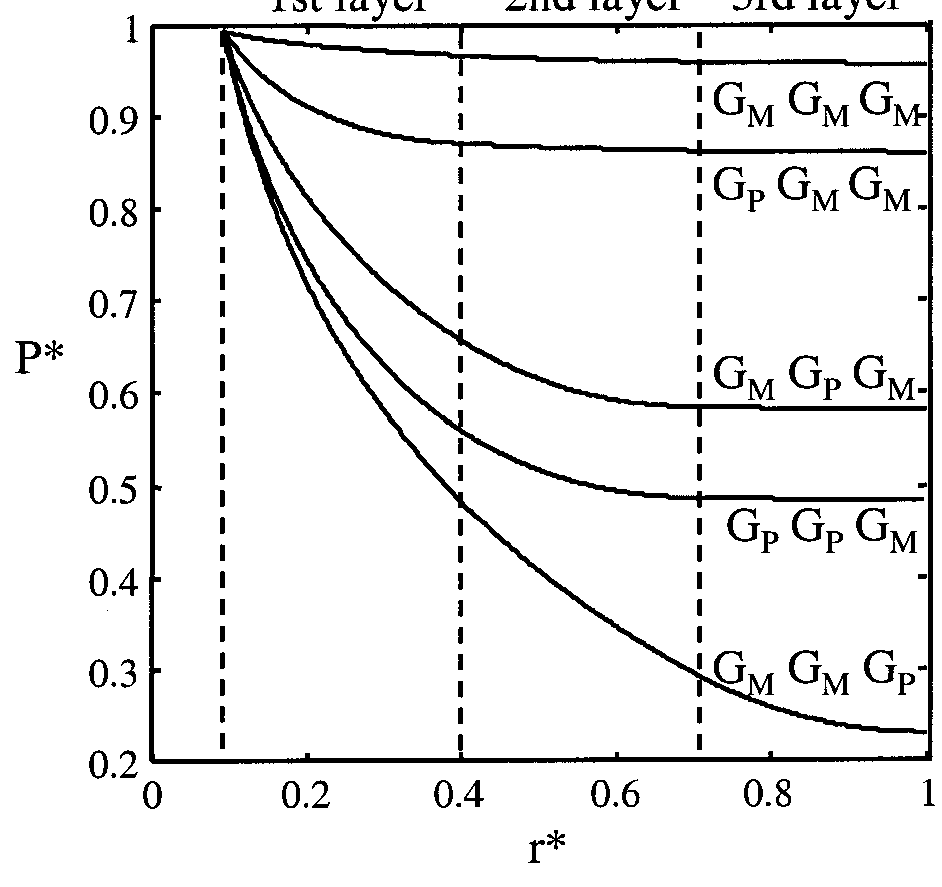 1st layer 2nd layer 3rd layer
1
0.9
0.8
0.7
0.6
0.5
0.4
0.3
0.2
P*
G_M G_M G_M
G_P G_M G_M
G_M G_P G_M
G_P G_P G_M
G_M G_M G_P
0 0.2 0.4 0.6 0.8 1
r*